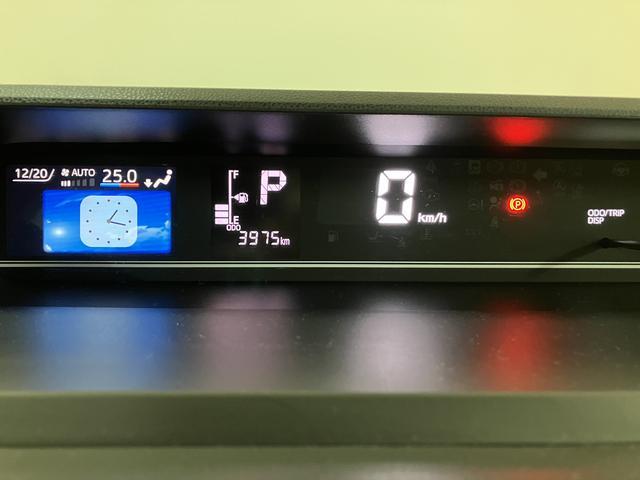 12/20/ AUTO 25.0
F
P
E
ODO
3975km
0 km/h
P
ODO/TRIP
DISP